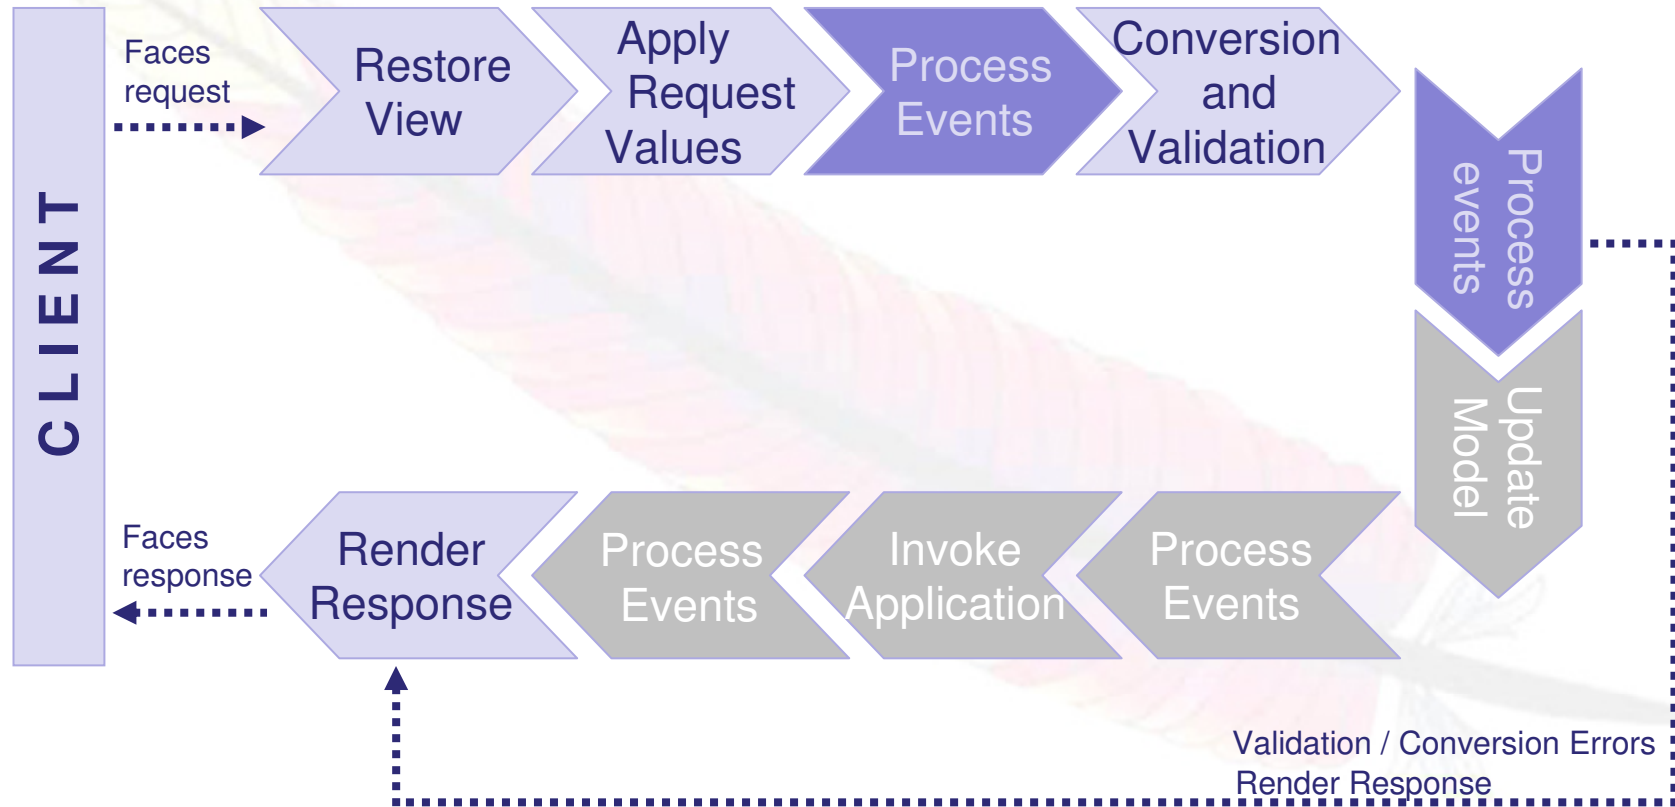 CLIENT
Faces
request
Restore
View
Apply
Request
Values
Process
Events
Conversion
and
Validation
Process
events
Update
Model
Process
Events
Invoke
Application
Process
Events
Render
Response
Faces
response
Validation / Conversion Errors
Render Response